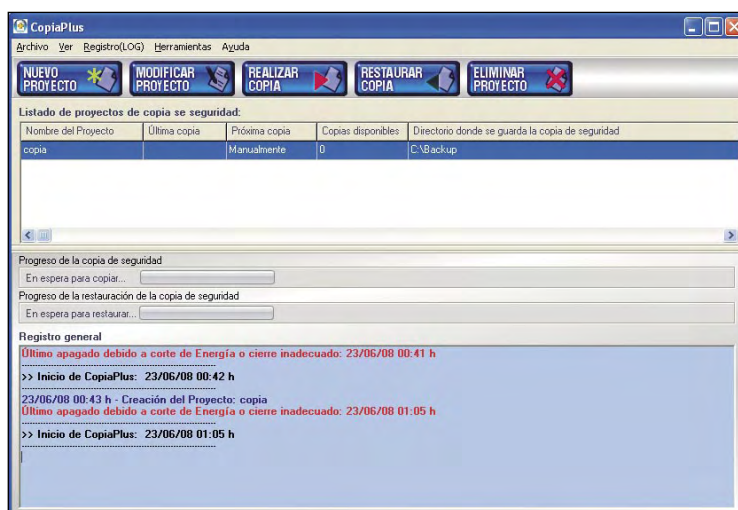 CopiaPlus
Archivo Ver Registro(LOG) Herramientas Ayuda
NUEVO PROYECTO MODIFICAR PROYECTO REALIZAR COPIA RESTAURAR COPIA ELIMINAR PROYECTO
Listado de proyectos de copia se seguridad:
Nombre del Proyecto Última copia Próxima copia Copias disponibles Directorio donde se guarda la copia de seguridad
copia Manualmente 0 C:\Backup
Progreso de la copia de seguridad
En espera para copiar...
Progreso de la restauración de la copia de seguridad
En espera para restaurar...
Registro general
Último apagado debido a corte de Energía o cierre inadecuado: 23/06/08 00:41 h
>> Inicio de CopiaPlus: 23/06/08 00:42 h
23/06/08 00:43 h - Creación del Proyecto: copia
Último apagado debido a corte de Energía o cierre inadecuado: 23/06/08 01:05 h
>> Inicio de CopiaPlus: 23/06/08 01:05 h